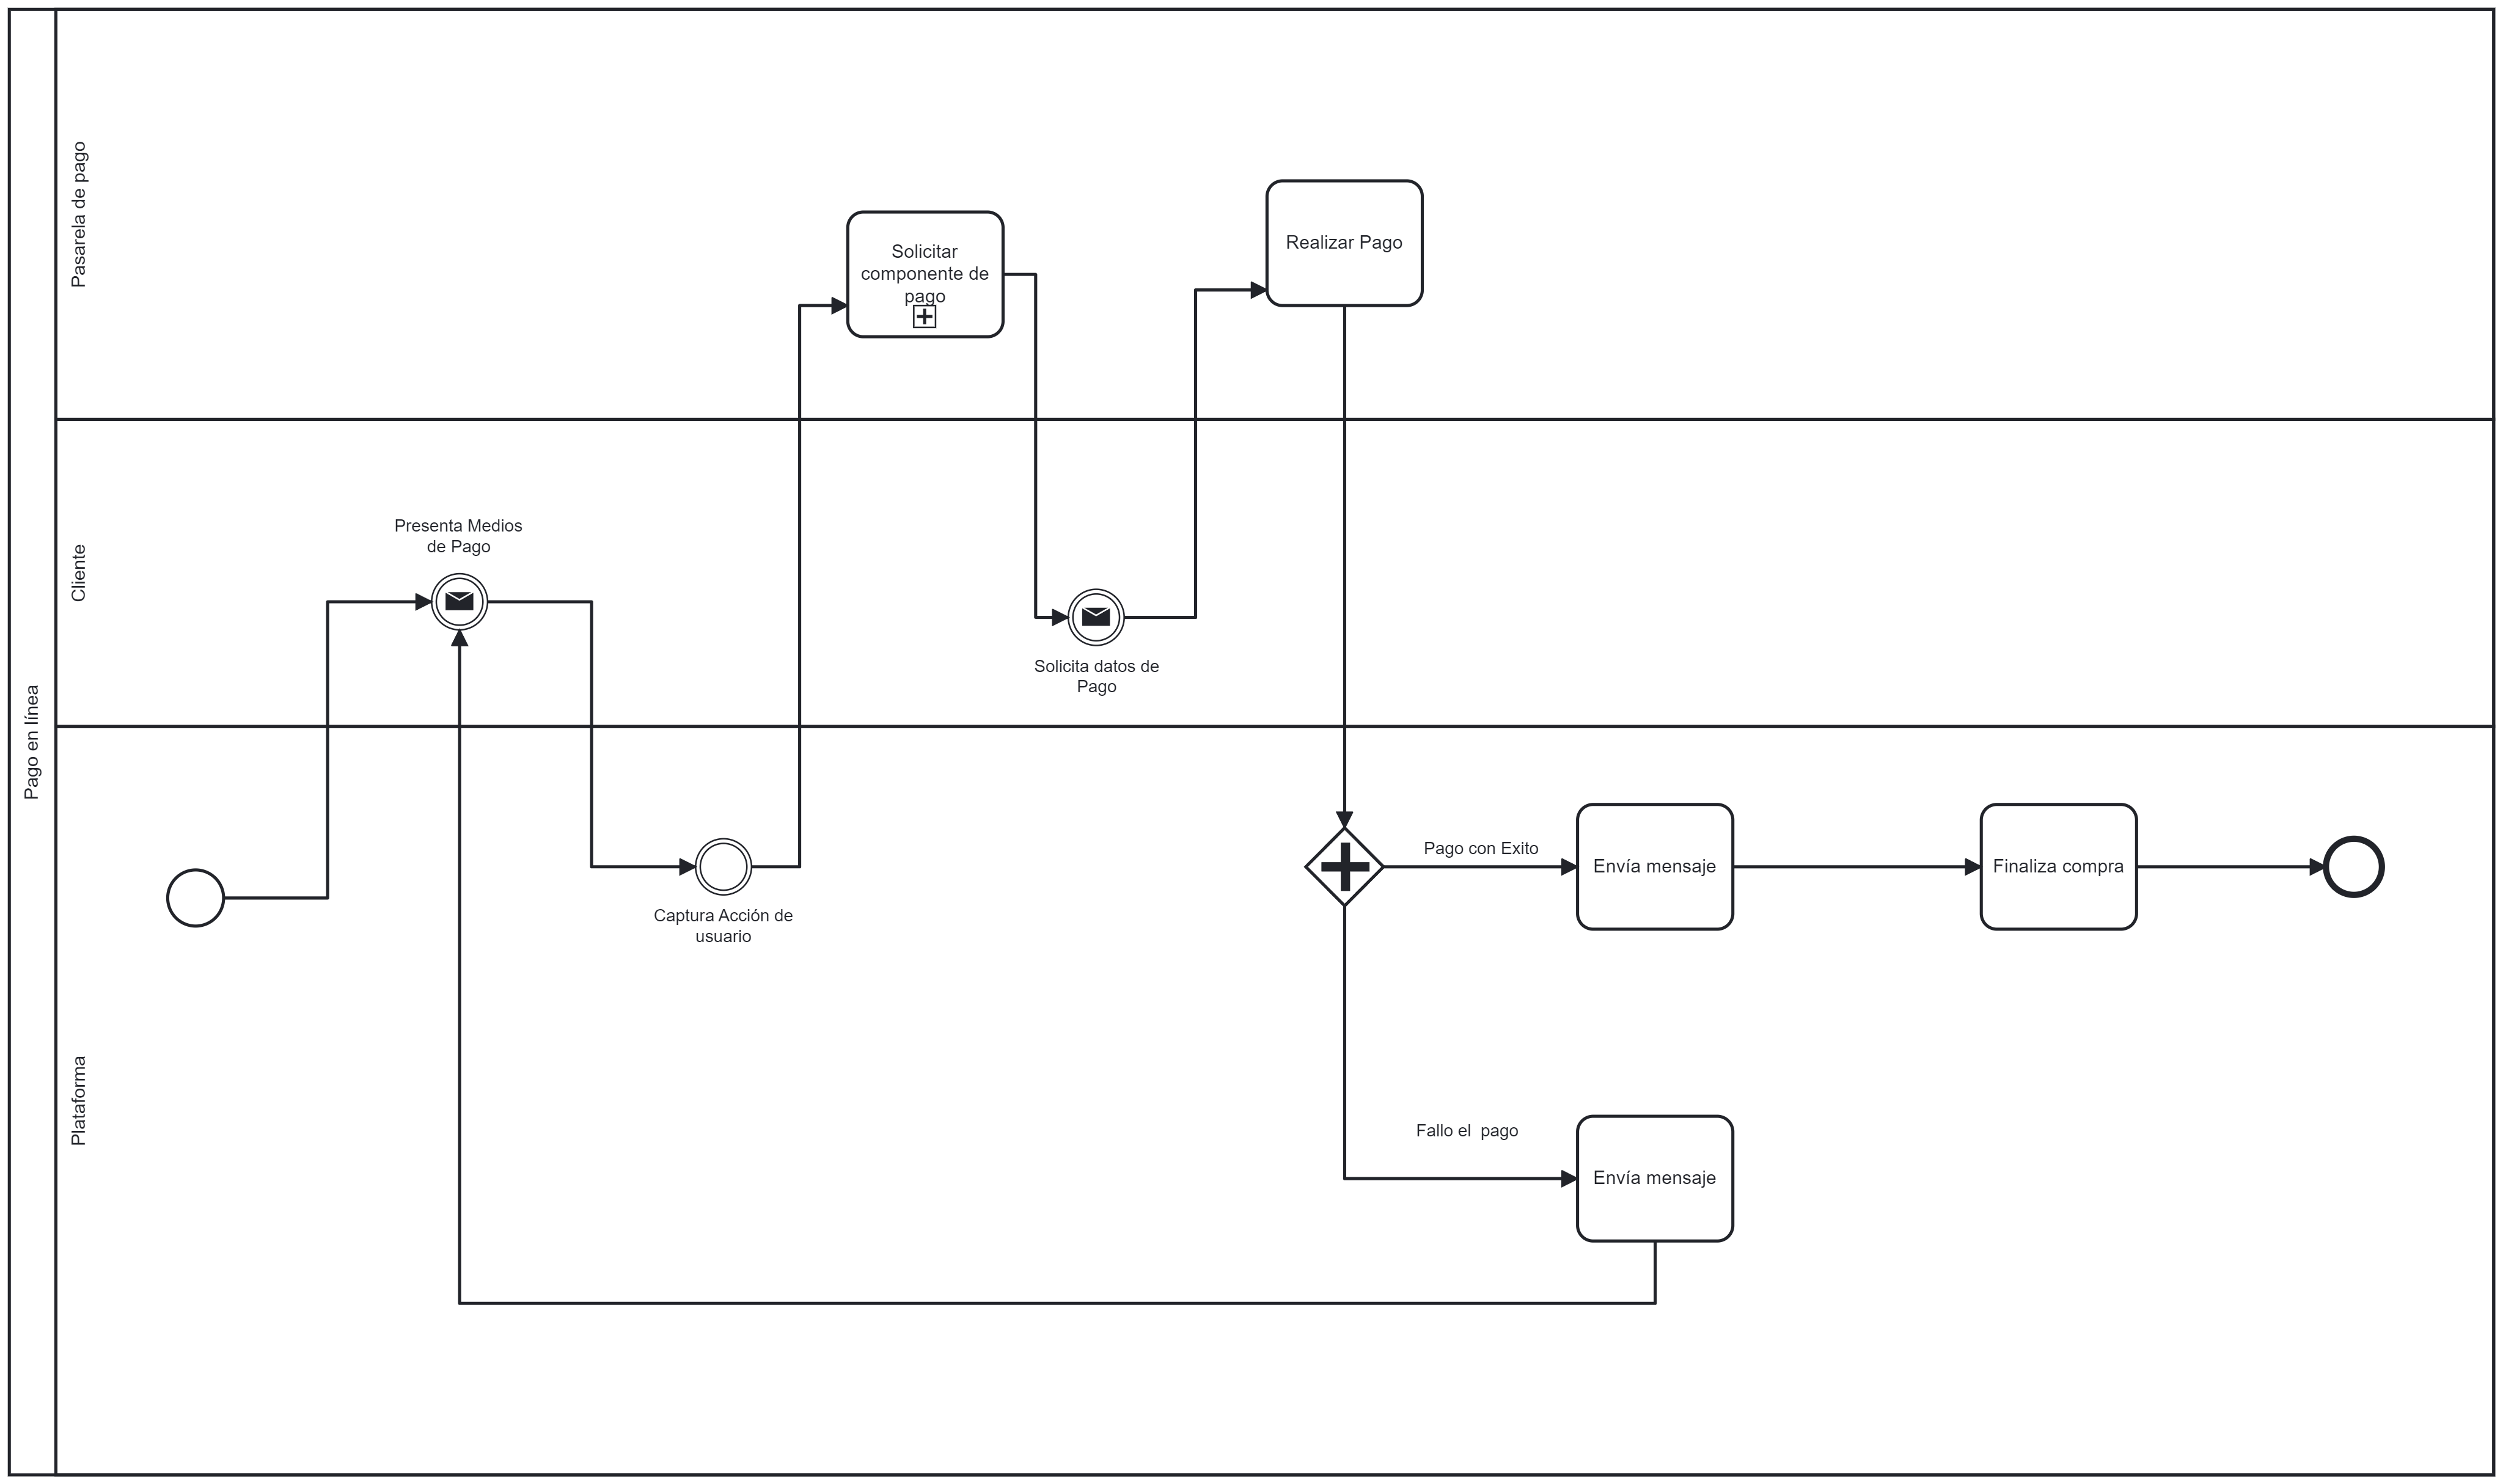 Pago en línea
Pasarela de pago
Solicitar
componente de
pago
Realizar Pago
Cliente
Presenta Medios
de Pago
Solicita datos de
Pago
Plataforma
Captura Acción de
usuario
Pago con Exito
Envía mensaje
Finaliza compra
Fallo el  pago
Envía mensaje